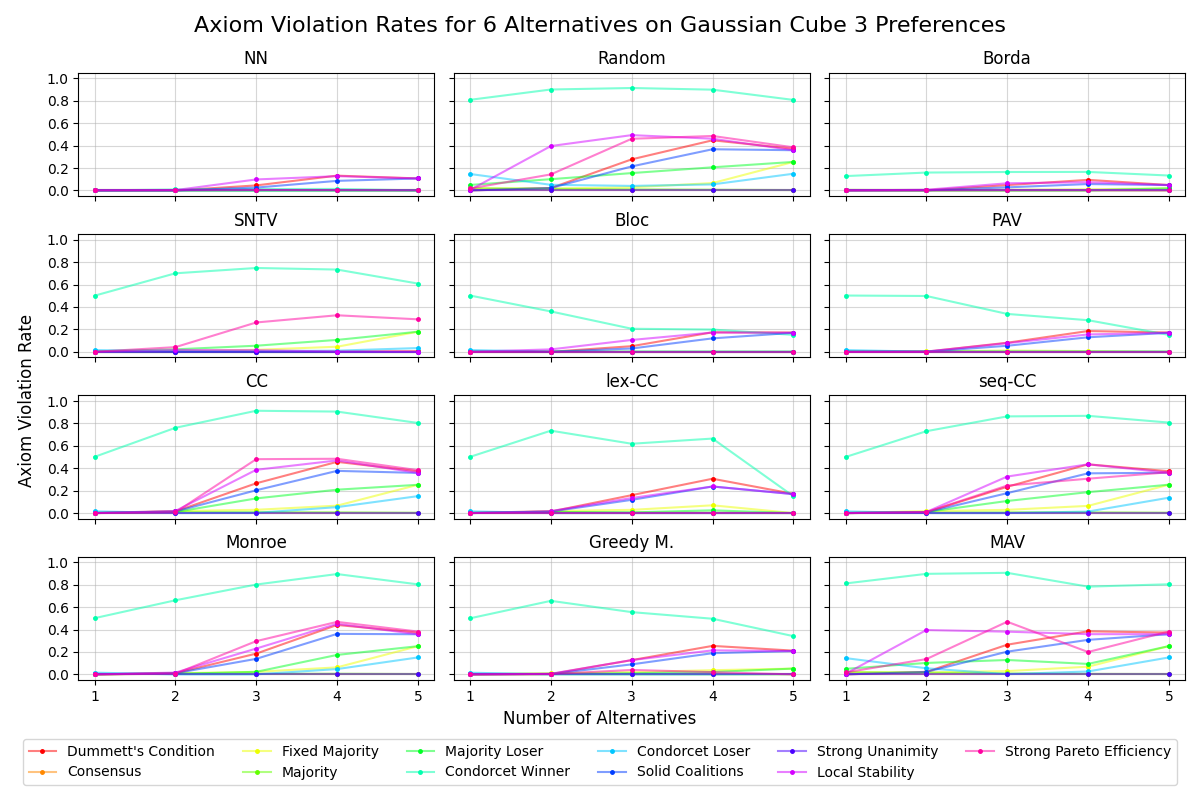 Axiom Violation Rates for 6 Alternatives on Gaussian Cube 3 Preferences
NN
Random
Borda
1.0
0.8
0.6
0.4
0.2
0.0
SNTV
Bloc
PAV
1.0
0.8
0.6
0.4
0.2
0.0
Axiom Violation Rate
CC
lex-CC
seq-CC
1.0
0.8
0.6
0.4
0.2
0.0
Monroe
Greedy M.
MAV
1.0
0.8
0.6
0.4
0.2
0.0
1 2 3 4 5
1 2 3 4 5
1 2 3 4 5
Number of Alternatives
Dummett's Condition
Consensus
Fixed Majority
Majority
Majority Loser
Condorcet Winner
Condorcet Loser
Solid Coalitions
Strong Unanimity
Local Stability
Strong Pareto Efficiency